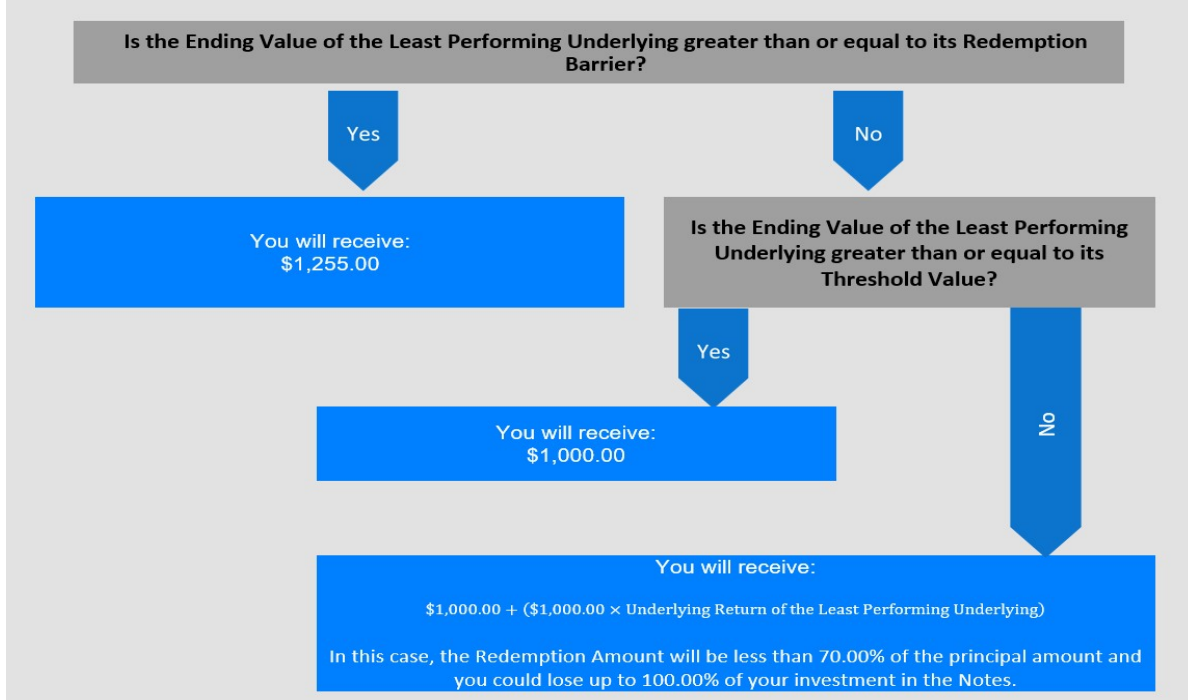 Is the Ending Value of the Least Performing Underlying greater than or equal to its Redemption
Barrier?
Yes
No
You will receive:
$1,255.00
Is the Ending Value of the Least Performing
Underlying greater than or equal to its
Threshold Value?
Yes
No
You will receive:
$1,000.00
You will receive:
$1,000.00 + ($1,000.00 × Underlying Return of the Least Performing Underlying)
In this case, the Redemption Amount will be less than 70.00% of the principal amount and
you could lose up to 100.00% of your investment in the Notes.